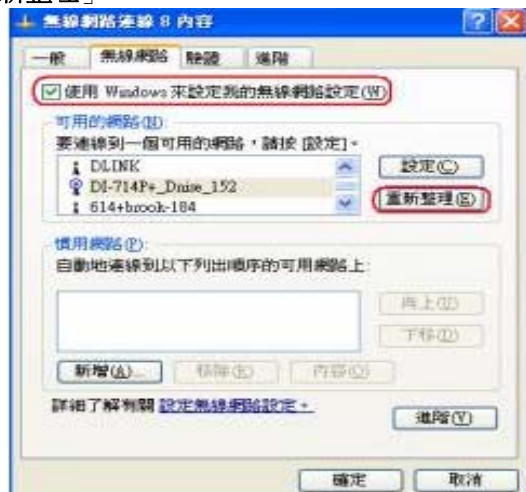 無線網路連線 8 內容
一般 無線網路 驗證 進階
使用 Windows 來設定我的無線網路設定(W)
可用的網路(N)
要連線到一個可用的網路，請按 [設定]。
DLINK
DI-714P+_Dnise_152
614+brook-184
設定(C)
重新整理(E)
慣用網路(P):
自動地連線到以下列出順序的可用網路上:
向上(U)
下移(D)
新增(A)... 移除(R) 內容(O)
詳細了解有關 設定無線網路設定。
進階(V)
確定 取消